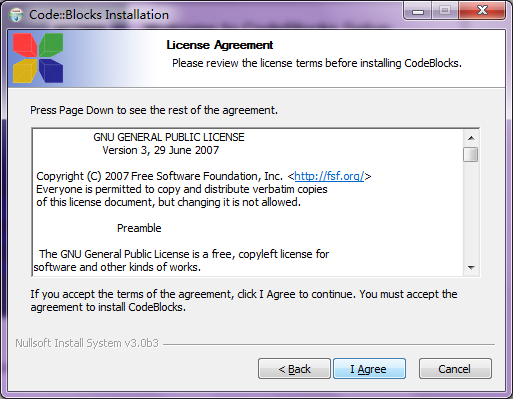 Code::Blocks Installation
License Agreement
Please review the license terms before installing CodeBlocks.
Press Page Down to see the rest of the agreement.
GNU GENERAL PUBLIC LICENSE
Version 3, 29 June 2007
Copyright (C) 2007 Free Software Foundation, Inc. <http://fsf.org/>
Everyone is permitted to copy and distribute verbatim copies
of this license document, but changing it is not allowed.
Preamble
The GNU General Public License is a free, copyleft license for
software and other kinds of works.
If you accept the terms of the agreement, click I Agree to continue. You must accept the
agreement to install CodeBlocks.
Nullsoft Install System v3.0b3
< Back
I Agree
Cancel